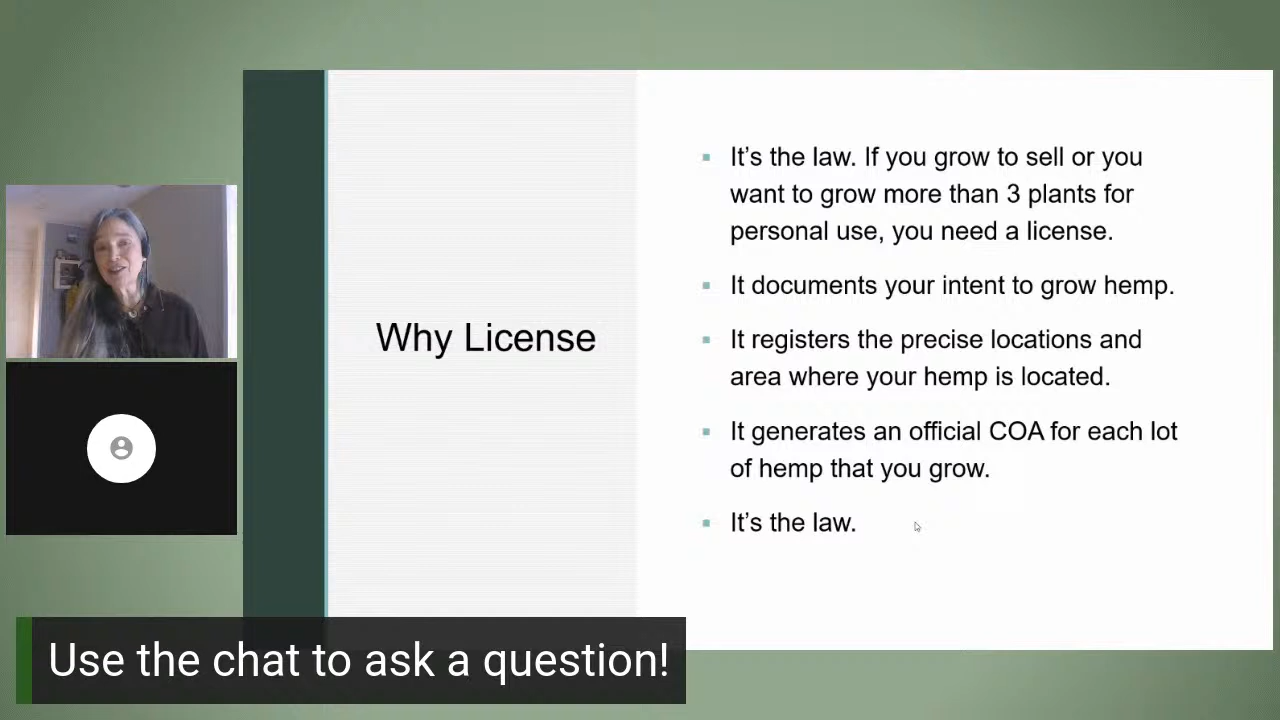 Why License
It’s the law. If you grow to sell or you
want to grow more than 3 plants for
personal use, you need a license.
It documents your intent to grow hemp.
It registers the precise locations and
area where your hemp is located.
It generates an official COA for each lot
of hemp that you grow.
It’s the law.
Use the chat to ask a question!